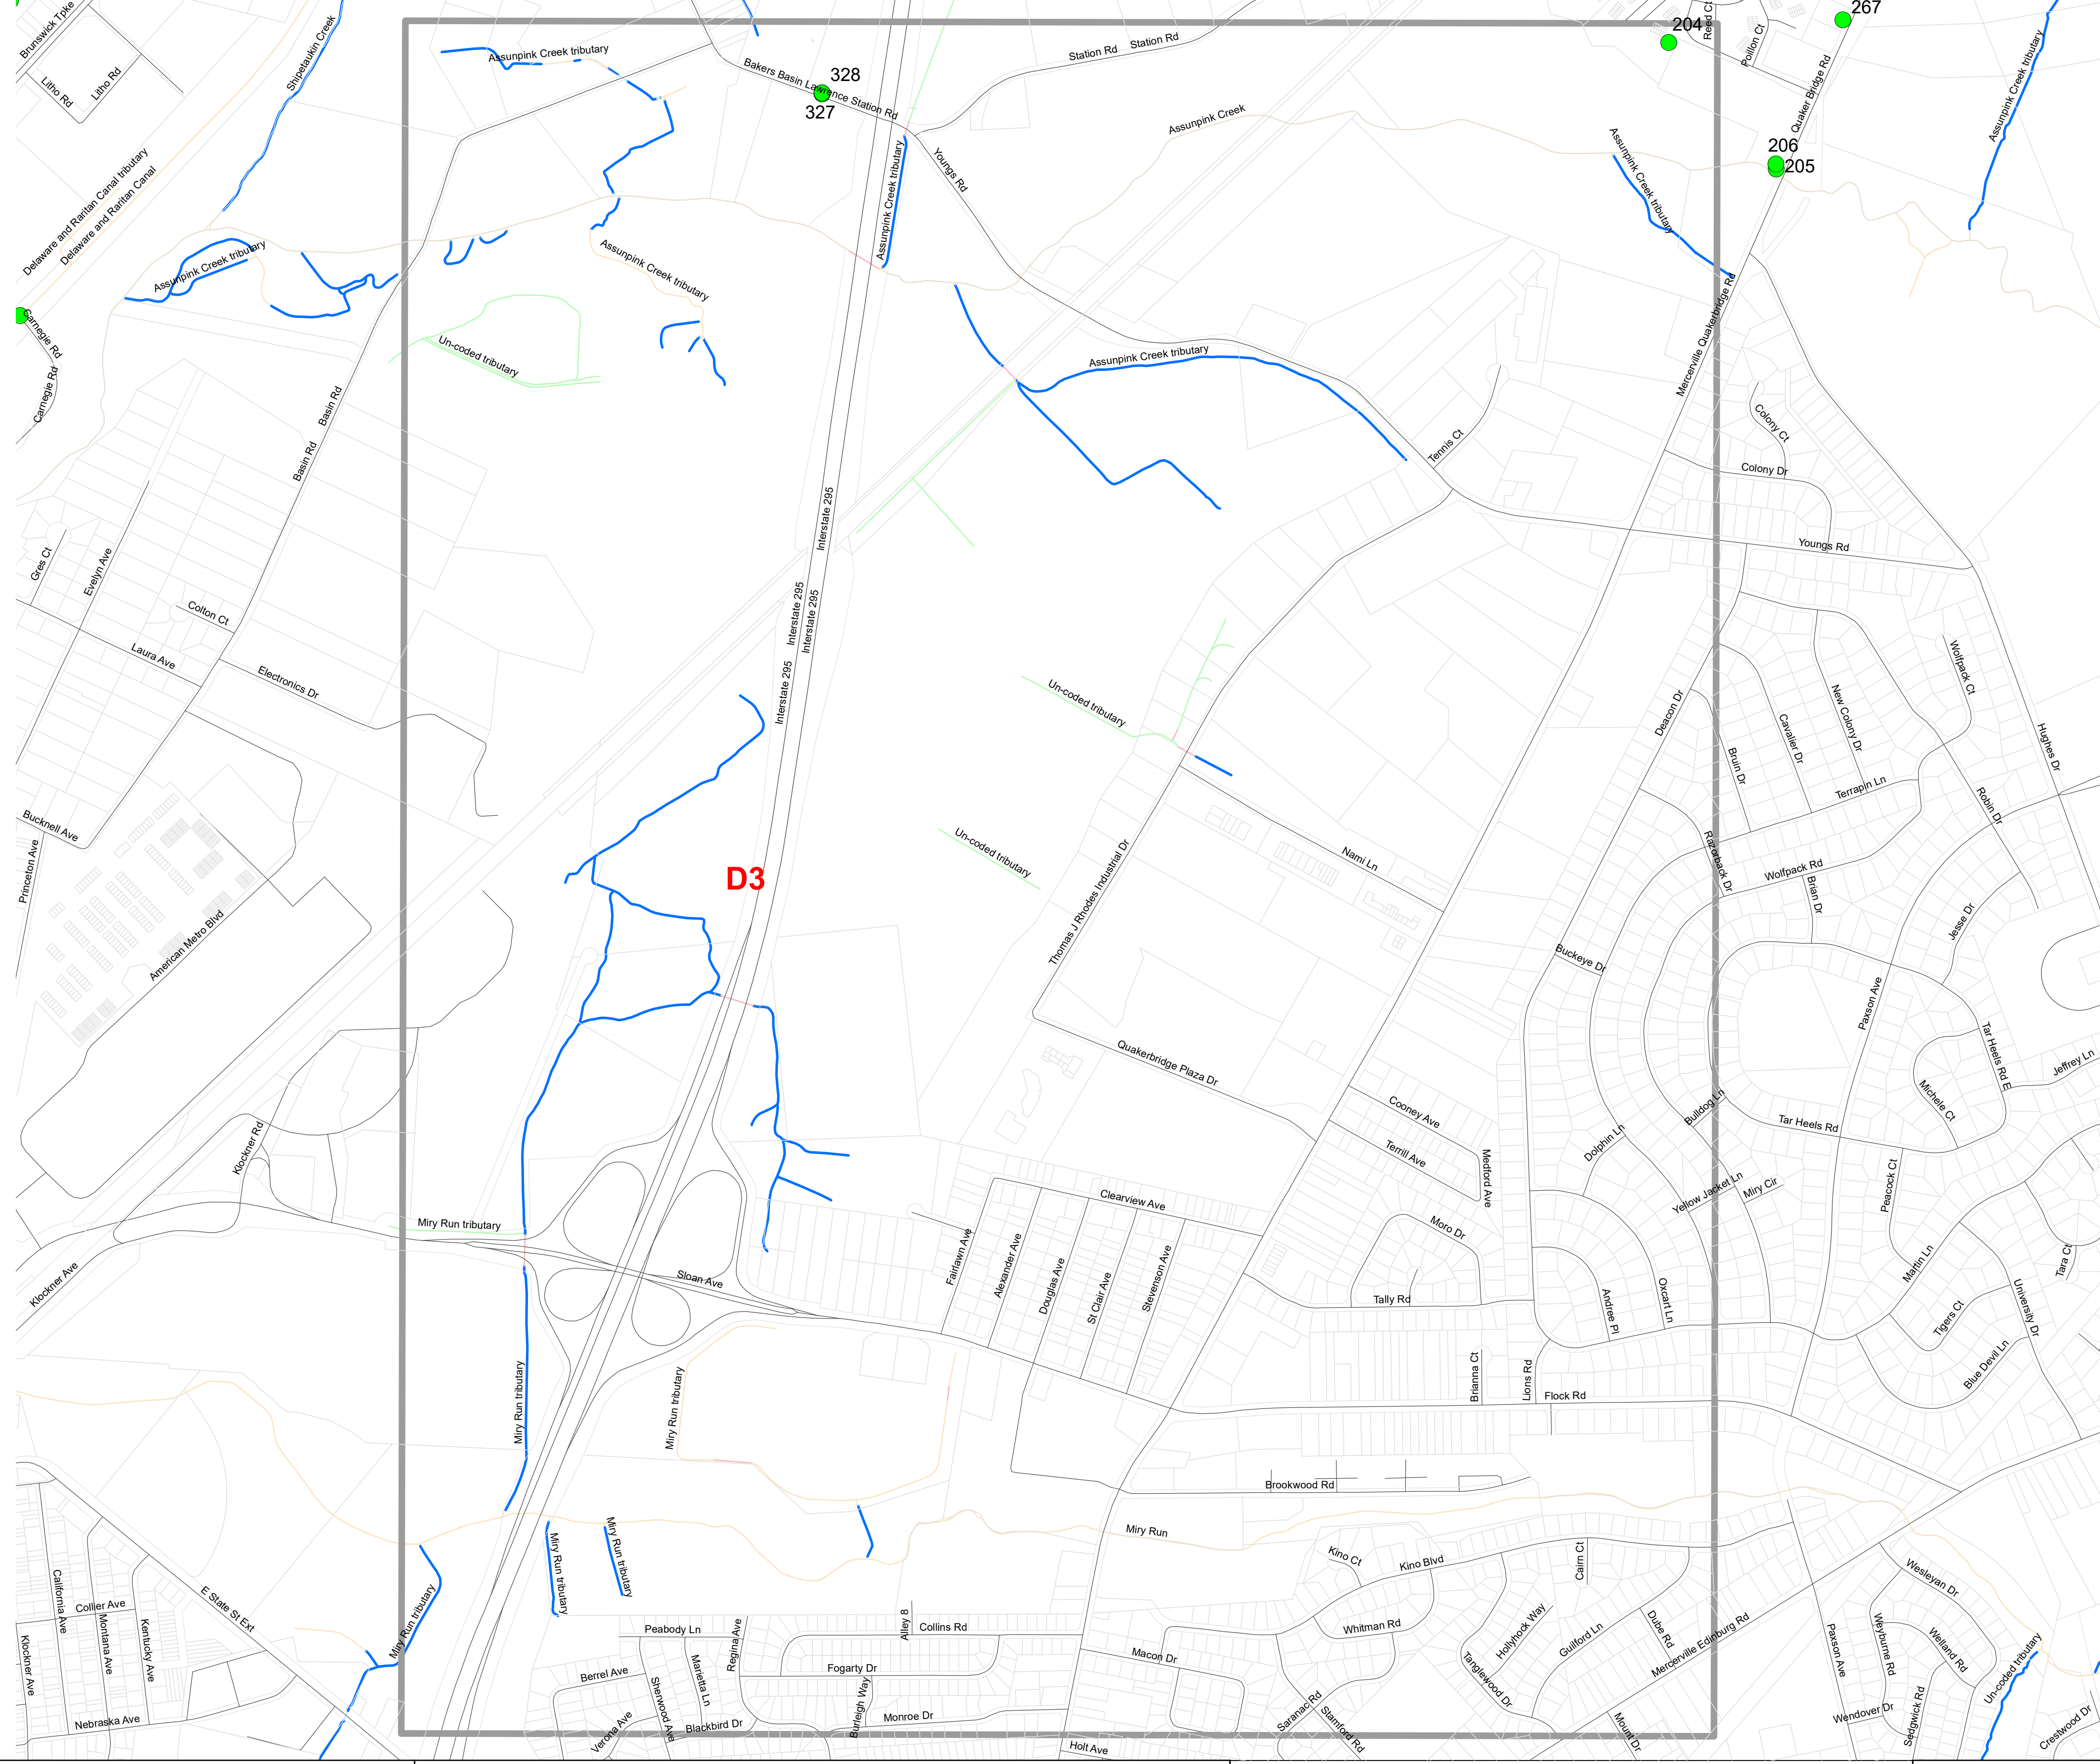 Brunswick Tpke
Litho Rd
Litho Rd
Shipetaukin Creek
Assunpink Creek tributary
Bakers Basin Lawrence Station Rd
328
327
Station Rd
Station Rd
Assunpink Creek
204
Reed Ct
Poillon Ct
267
Quaker Bridge Rd
206
205
Assunpink Creek tributary
Assunpink Creek tributary
Delaware and Raritan Canal tributary
Delaware and Raritan Canal
Assunpink Creek tributary
Assunpink Creek tributary
Assunpink Creek tributary
Youngs Rd
Carnegie Rd
Carnegie Rd
Un-coded tributary
Assunpink Creek tributary
Mercerville Quakerbridge Rd
Basin Rd
Basin Rd
Tennis Ct
Colony Ct
Colony Dr
Youngs Rd
Interstate 295
Interstate 295
Interstate 295
Interstate 295
Gres Ct
Evelyn Ave
Colton Ct
Laura Ave
Electronics Dr
Un-coded tributary
Deacon Dr
Bruin Dr
Cavalier Dr
New Colony Dr
Wolfpack Ct
Hughes Dr
Terrapin Ln
Robin Dr
Bucknell Ave
Princeton Ave
American Metro Blvd
D3
Un-coded tributary
Thomas J Rhodes Industrial Dr
Nami Ln
Razorback Dr
Wolfpack Rd
Brian Dr
Jesse Dr
Buckeye Dr
Paxson Ave
Quakerbridge Plaza Dr
Tar Heels Rd E
Jeffrey Ln
Michele Ct
Cooney Ave
Terrill Ave
Medford Ave
Dolphin Ln
Bulldog Ln
Tar Heels Rd
Klockner Rd
Peacock Ct
Yellow Jacket Ln
Miry Cir
Miry Run tributary
Clearview Ave
Moro Dr
Fairlawn Ave
Alexander Ave
Douglas Ave
St Clair Ave
Stevenson Ave
Sloan Ave
Klockner Ave
Tally Rd
Andree Pl
Oxcart Ln
Martin Ln
Tara Ct
Tigers Ct
University Dr
Blue Devil Ln
Miry Run tributary
Miry Run tributary
Brianna Ct
Lions Rd
Flock Rd
Brookwood Rd
Miry Run
Miry Run tributary
Miry Run tributary
Miry Run tributary
Kino Ct
Kino Blvd
Cairn Ct
Wesleyan Dr
E State St Ext
California Ave
Collier Ave
Montana Ave
Kentucky Ave
Klockner Ave
Nebraska Ave
Peabody Ln
Regina Ave
Alley 8
Collins Rd
Whitman Rd
Hollyhock Way
Guilford Ln
Dube Rd
Mercerville Edinburg Rd
Paxson Ave
Weyburne Rd
Welland Rd
Un-coded tributary
Berrel Ave
Marietta Ln
Sherwood Ave
Fogarty Dr
Burleigh Way
Macon Dr
Tanglewood Dr
Verona Ave
Blackbird Dr
Monroe Dr
Holt Ave
Saranac Rd
Stamford Rd
Mount Dr
Wendover Dr
Sedgwick Rd
Crestwood Dr